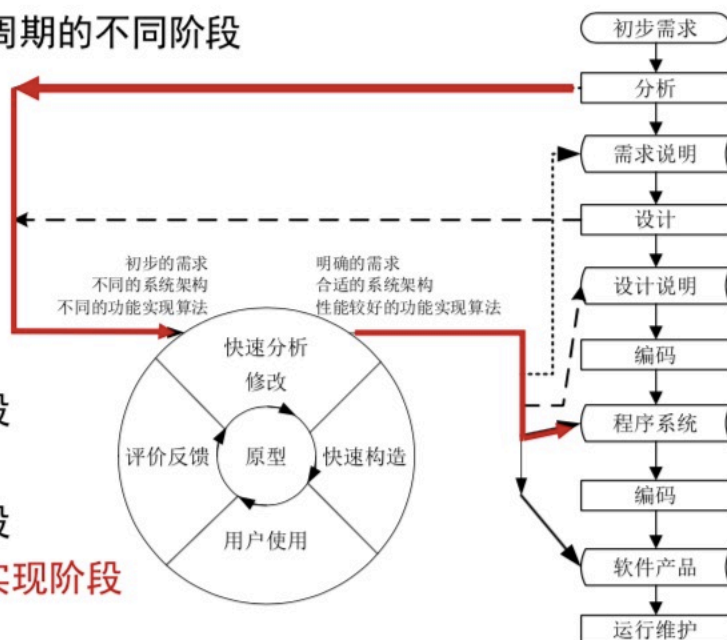 周期的不同阶段
初步需求
分析
需求说明
设计
初步的需求
不同的系统架构
不同的功能实现算法
明确的需求
合适的系统架构
性能较好的功能实现算法
设计说明
快速分析
修改
编码
段
程序系统
评价反馈
原型
快速构造
编码
段
用户使用
软件产品
实现阶段
运行维护